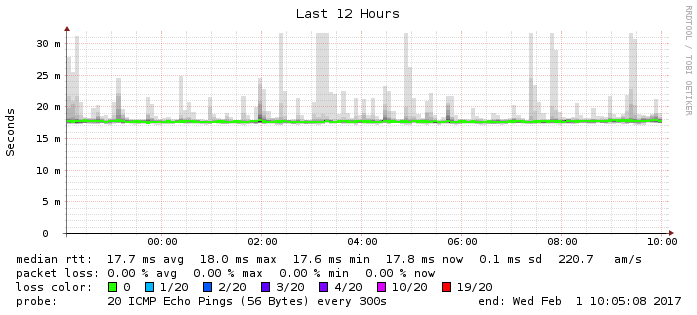 Last 12 Hours
RRDTOOL / TOBI OETIKER
Seconds
30 m
25 m
20 m
15 m
10 m
5 m
0
00:00 02:00 04:00 06:00 08:00 10:00
median rtt: 17.7 ms avg 18.0 ms max 17.6 ms min 17.8 ms now 0.1 ms sd 220.7 am/s
packet loss: 0.00 % avg 0.00 % max 0.00 % min 0.00 % now
loss color: 0 1/20 2/20 3/20 4/20 10/20 19/20
probe: 20 ICMP Echo Pings (56 Bytes) every 300s end: Wed Feb 1 10:05:08 2017